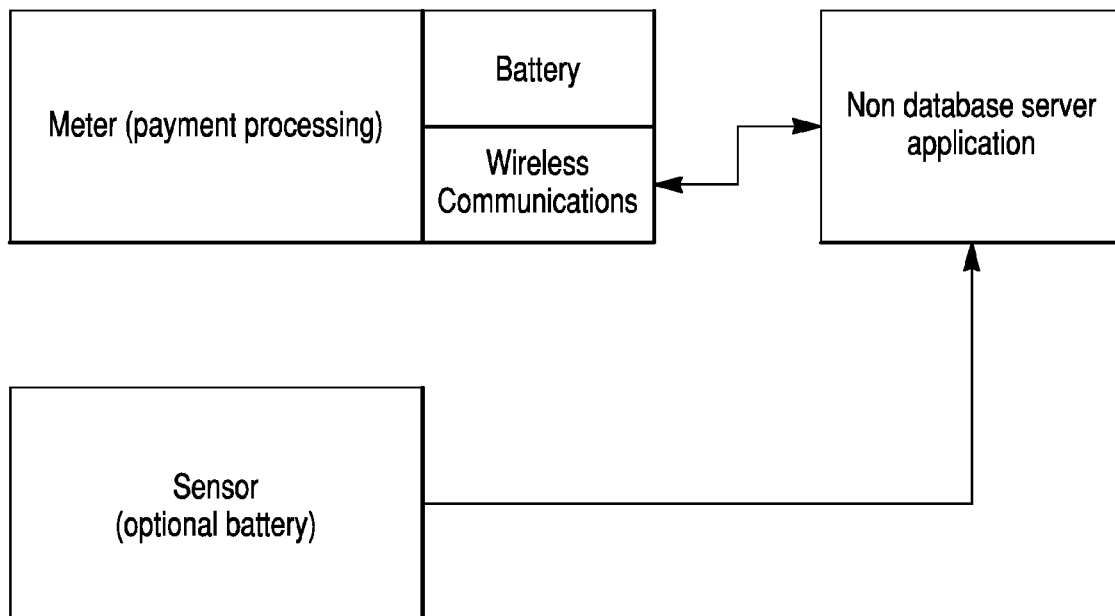 Meter (payment processing)
Battery
Wireless
Communications
Non database server
application
Sensor
(optional battery)